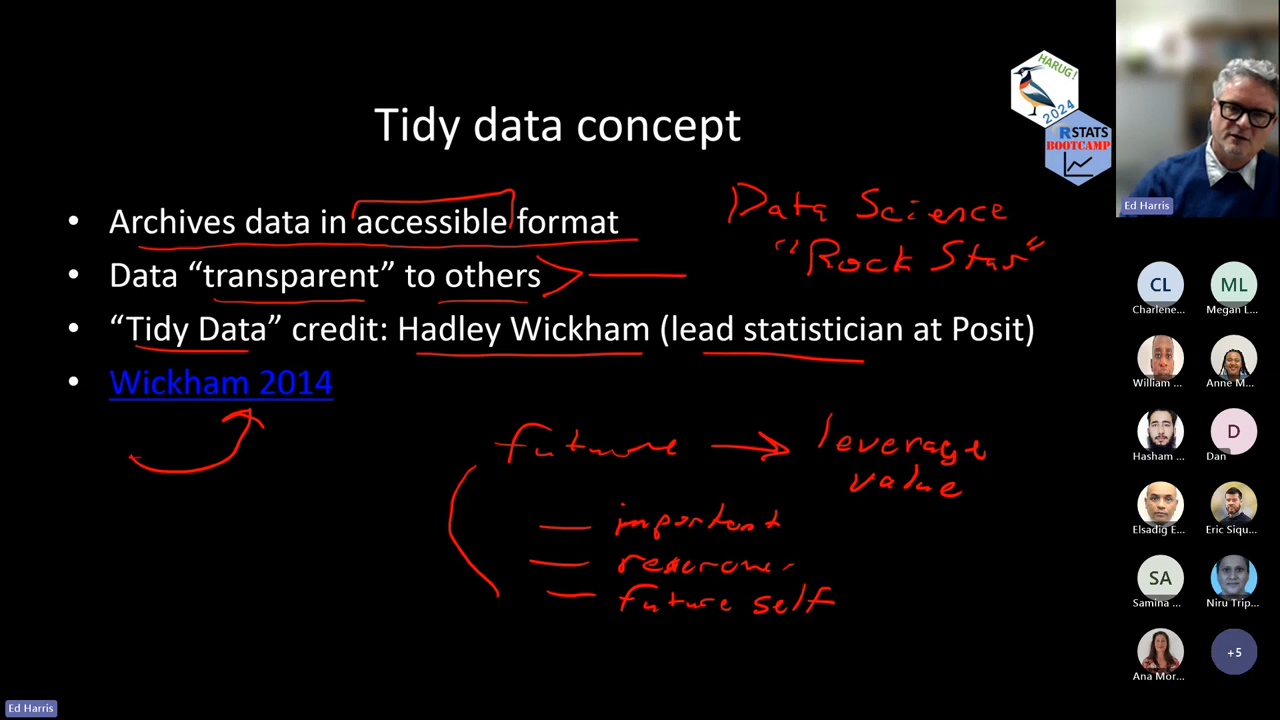 HARUG!
2024
RSTATS
BOOTCAMP
Ed Harris
Tidy data concept
• Archives data in accessible format
• Data “transparent” to others
• “Tidy Data” credit: Hadley Wickham (lead statistician at Posit)
• Wickham 2014
Data Science
"Rock Star"
future → leverage
value
— important
—
— future self
CL
Charlene...
ML
Megan L...
William ...
Anne M...
Hasham ...
D
Dan
Elsadig E...
Eric Siqu...
SA
Samina ...
Niru Trip...
Ana Mor...
+5
Ed Harris